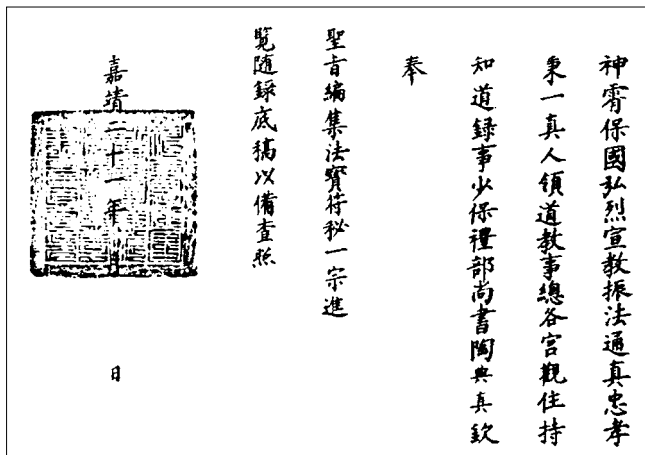 神霄保國弘烈宣教振法通真忠孝
秉一真人領道教事總各宮觀住持
知道録事少保禮部尚書陶典真欽
奉
聖旨編集法寳符秘一宗進
覽隨錄底稿以備查照
嘉靖二十一年 月
日